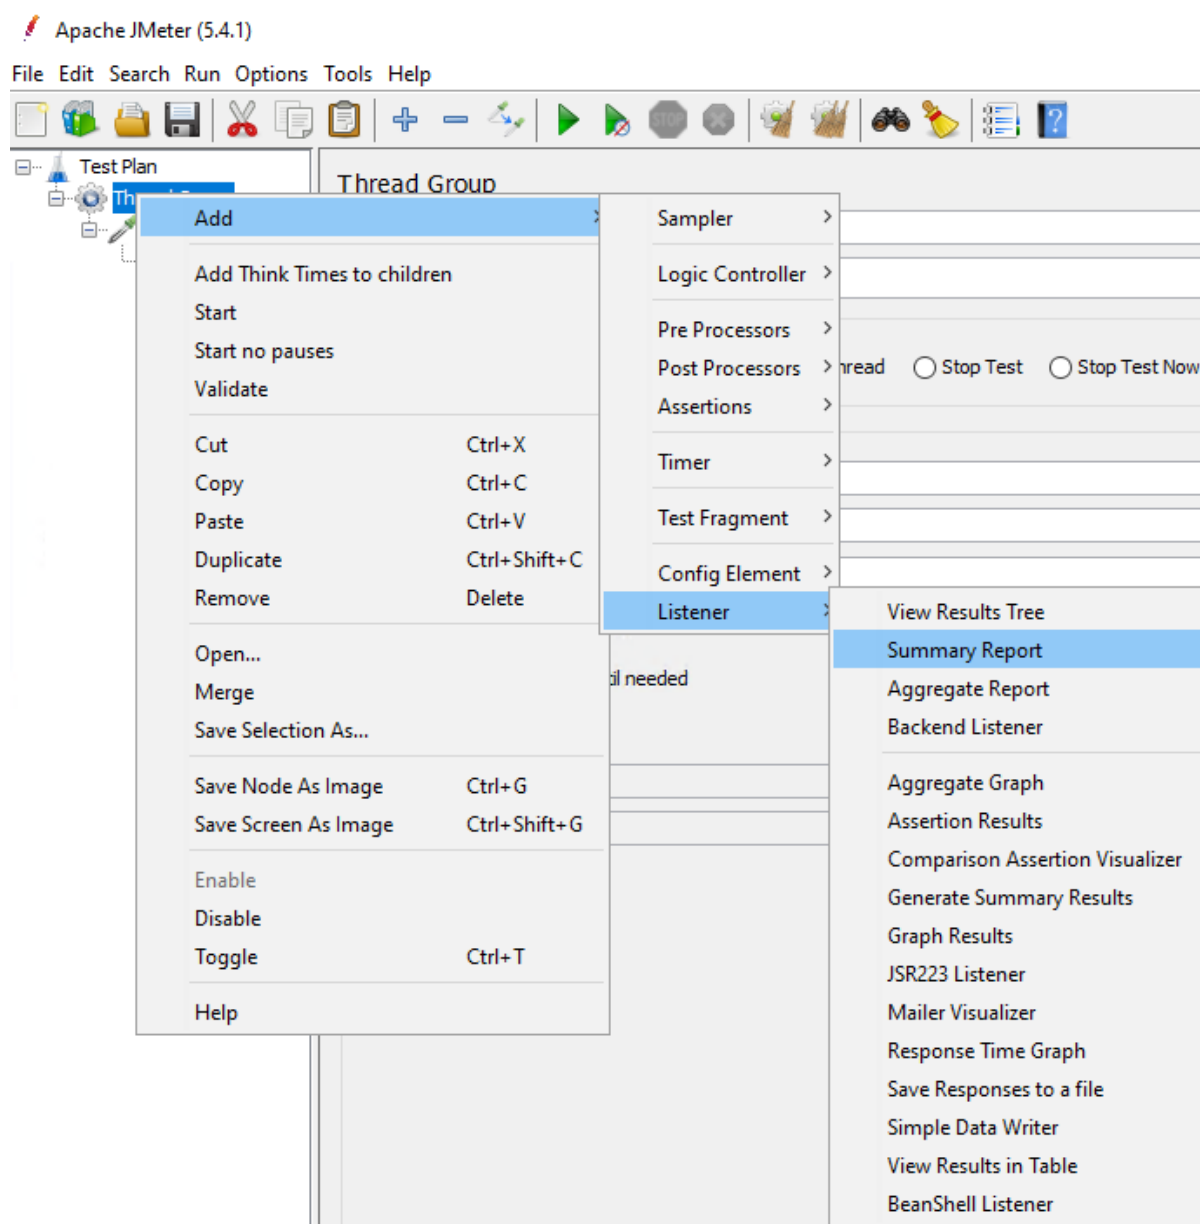 Apache JMeter (5.4.1)
File Edit Search Run Options Tools Help
STOP
Test Plan
Thread Group
Add
Add Think Times to children
Start
Start no pauses
Validate
Cut Ctrl+X
Copy Ctrl+C
Paste Ctrl+V
Duplicate Ctrl+Shift+C
Remove Delete
Open...
Merge
Save Selection As...
Save Node As Image Ctrl+G
Save Screen As Image Ctrl+Shift+G
Enable
Disable
Toggle Ctrl+T
Help
Sampler
Logic Controller
Pre Processors
Post Processors
Assertions
Timer
Test Fragment
Config Element
Listener
Stop Test Stop Test Now
needed
View Results Tree
Summary Report
Aggregate Report
Backend Listener
Aggregate Graph
Assertion Results
Comparison Assertion Visualizer
Generate Summary Results
Graph Results
JSR223 Listener
Mailer Visualizer
Response Time Graph
Save Responses to a file
Simple Data Writer
View Results in Table
BeanShell Listener